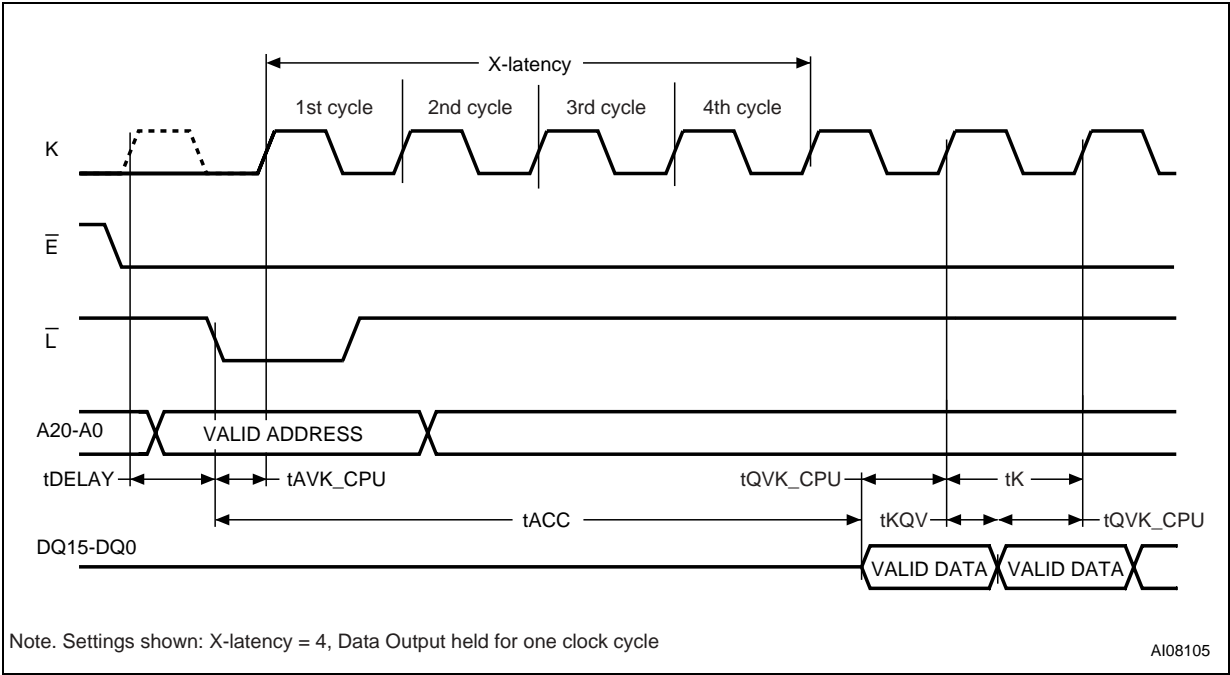 X-latency
1st cycle 2nd cycle 3rd cycle 4th cycle
K
E̅
L̅
A20-A0 VALID ADDRESS
tDELAY tAVK_CPU tQVK_CPU tK
tACC tKQV tQVK_CPU
DQ15-DQ0
VALID DATA VALID DATA
Note. Settings shown: X-latency = 4, Data Output held for one clock cycle
AI08105